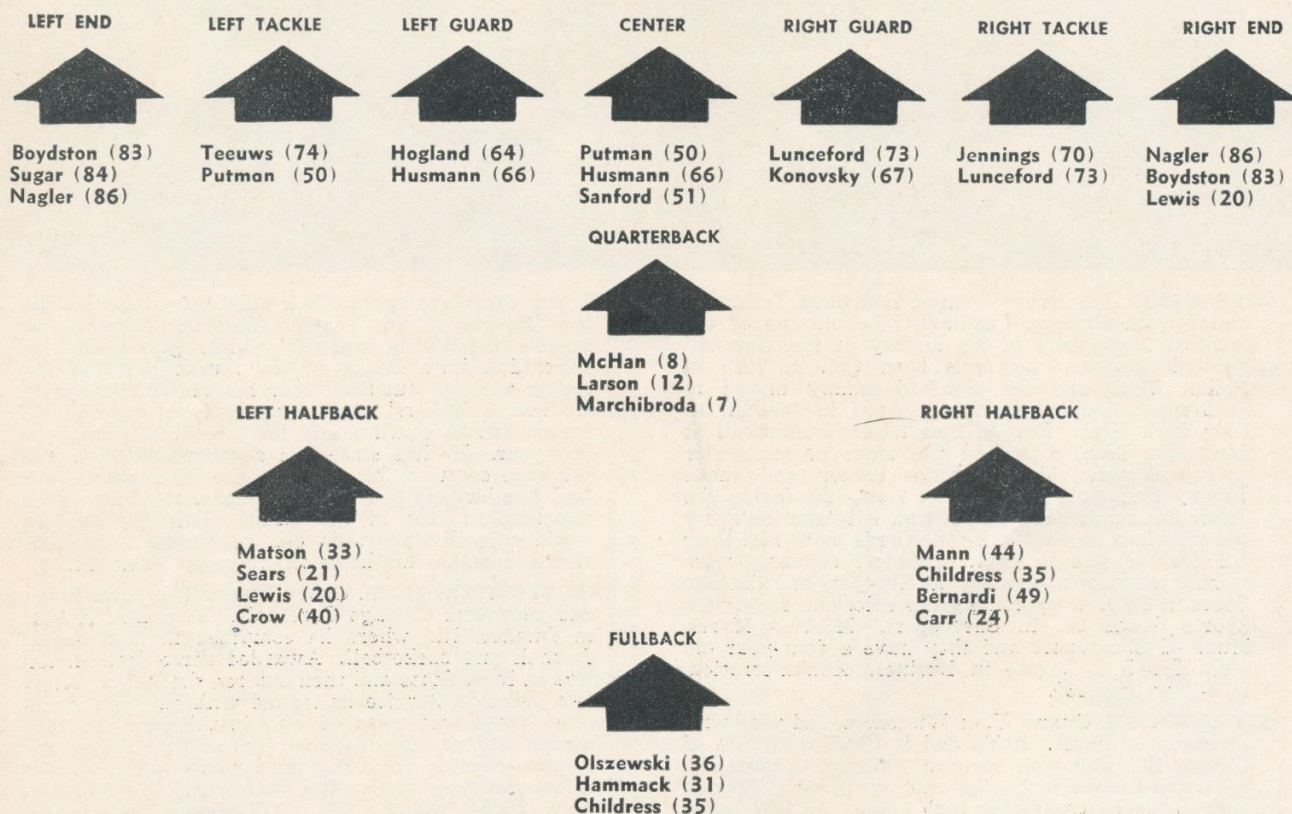 LEFT END LEFT TACKLE LEFT GUARD CENTER RIGHT GUARD RIGHT TACKLE RIGHT END
Boydston (83) Teeuws (74) Hogland (64) Putman (50) Lunceford (73) Jennings (70) Nagler (86)
Sugar (84) Putman (50) Husmann (66) Husmann (66) Konovsky (67) Lunceford (73) Boydston (83)
Nagler (86) Sanford (51) Lewis (20)
QUARTERBACK
McHan (8)
Larson (12)
Marchibroda (7)
LEFT HALFBACK RIGHT HALFBACK
Matson (33) Mann (44)
Sears (21) Childress (35)
Lewis (20) Bernardi (49)
Crow (40) Carr (24)
FULLBACK
Olszewski (36)
Hammack (31)
Childress (35)